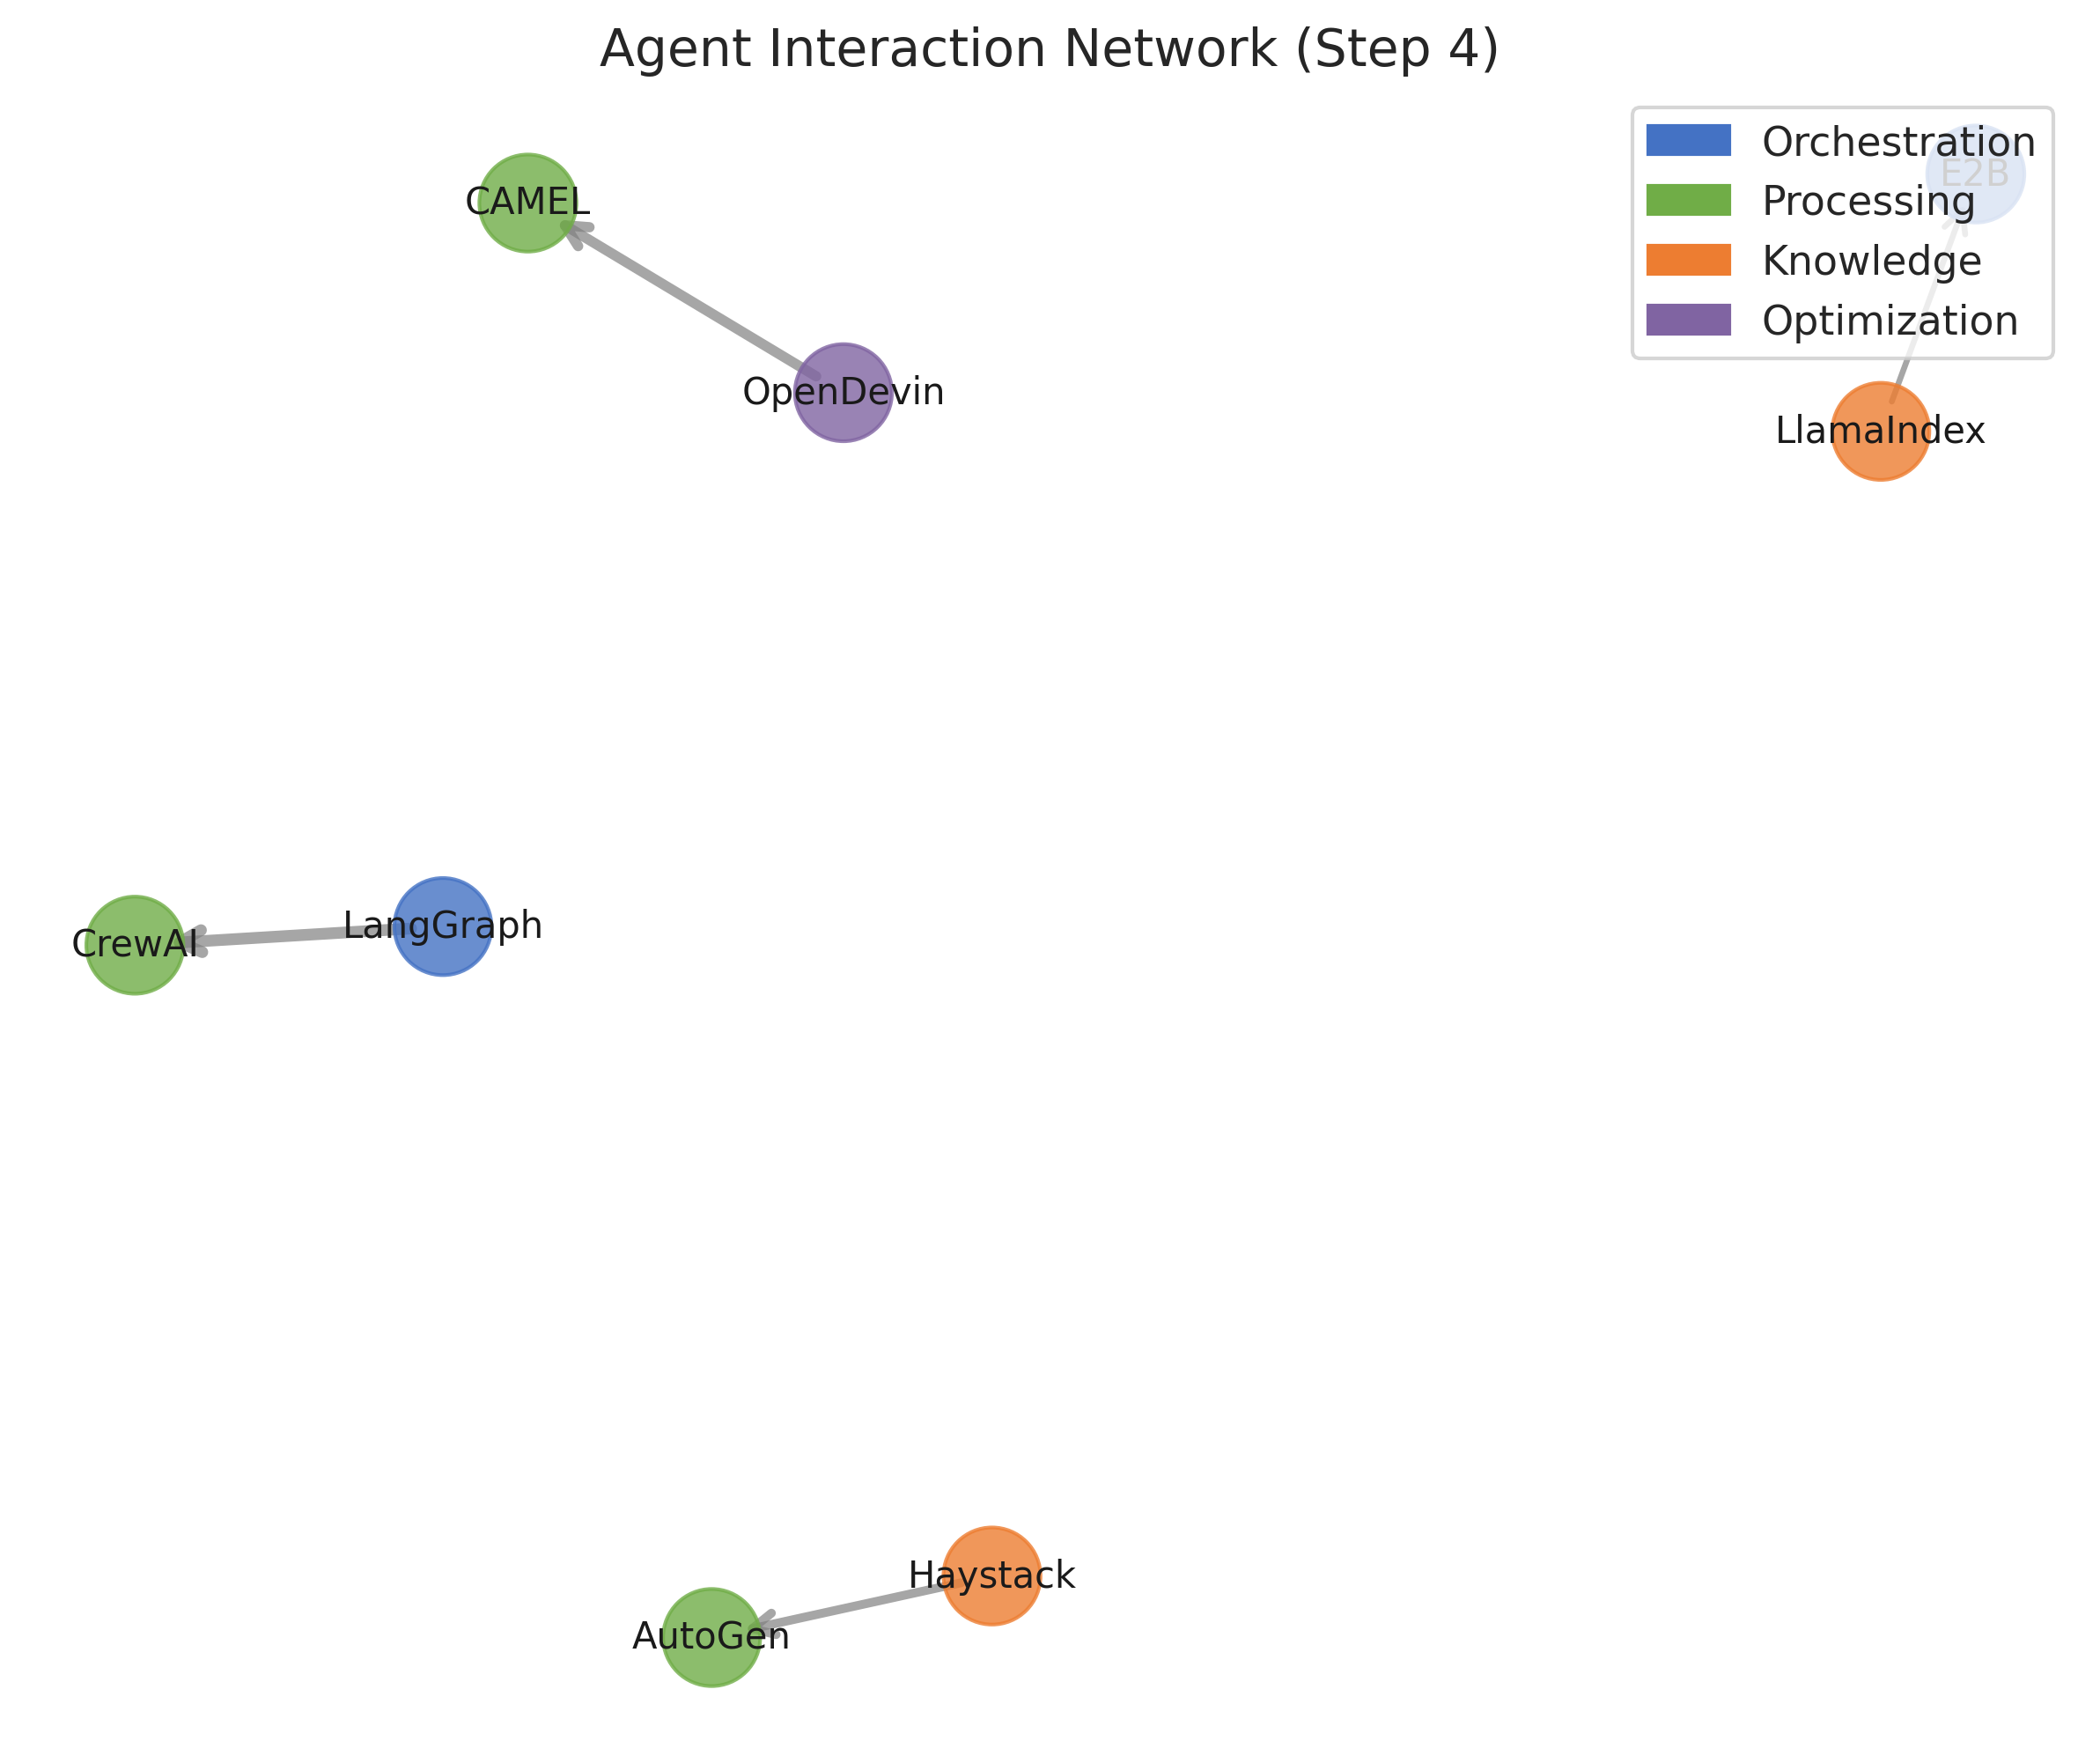 Agent Interaction Network (Step 4)
Orchestration
Processing
Knowledge
Optimization
E2B
CAMEL
OpenDevin
LlamaIndex
LangGraph
CrewAI
Haystack
AutoGen